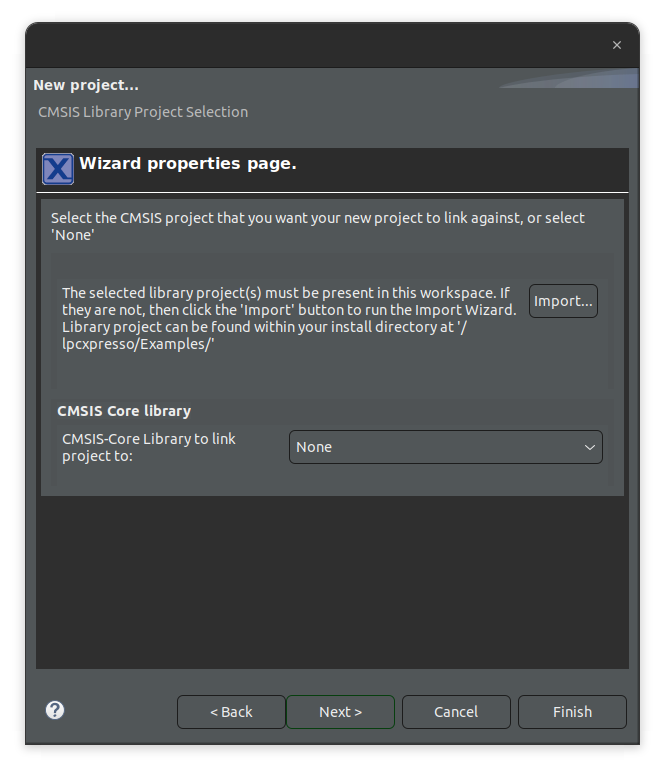 ×
New project...
CMSIS Library Project Selection
X Wizard properties page.
Select the CMSIS project that you want your new project to link against, or select
'None'
The selected library project(s) must be present in this workspace. If
they are not, then click the 'Import' button to run the Import Wizard.
Library project can be found within your install directory at '/
lpcxpresso/Examples/'
Import...
CMSIS Core library
CMSIS-Core Library to link
project to:
None
?
< Back
Next >
Cancel
Finish